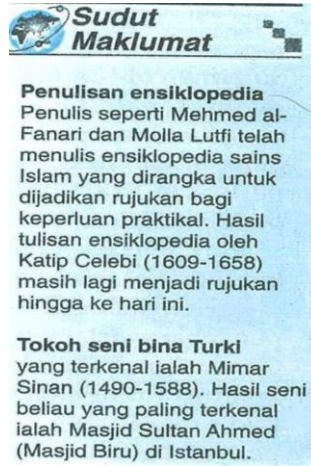 Sudut
Maklumat
Penulisan ensiklopedia
Penulis seperti Mehmed al-
Fanari dan Molla Lutfi telah
menulis ensiklopedia sains
Islam yang dirangka untuk
dijadikan rujukan bagi
keperluan praktikal. Hasil
tulisan ensiklopedia oleh
Katip Celebi (1609-1658)
masih lagi menjadi rujukan
hingga ke hari ini.
Tokoh seni bina Turki
yang terkenal ialah Mimar
Sinan (1490-1588). Hasil seni
beliau yang paling terkenal
ialah Masjid Sultan Ahmed
(Masjid Biru) di Istanbul.